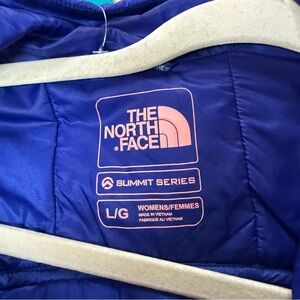 THE
NORTH
FACE
SUMMIT SERIES
L/G
WOMENS/FEMMES
MADE IN VIETNAM
FABRIQUÉ AU VIETNAM